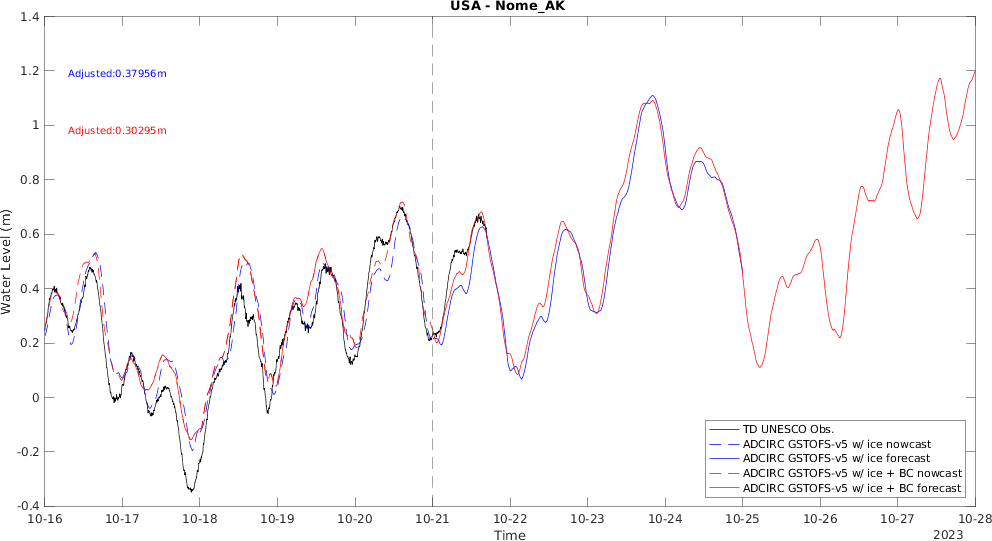 USA - Nome_AK
1.4
1.2
1
0.8
0.6
0.4
0.2
0
-0.2
-0.4
Water Level (m)
Adjusted:0.37956m
Adjusted:0.30295m
TD UNESCO Obs.
ADCIRC GSTOFS-v5 w/ ice nowcast
ADCIRC GSTOFS-v5 w/ ice forecast
ADCIRC GSTOFS-v5 w/ ice + BC nowcast
ADCIRC GSTOFS-v5 w/ ice + BC forecast
10-16 10-17 10-18 10-19 10-20 10-21 10-22 10-23 10-24 10-25 10-26 10-27 10-28
Time
2023